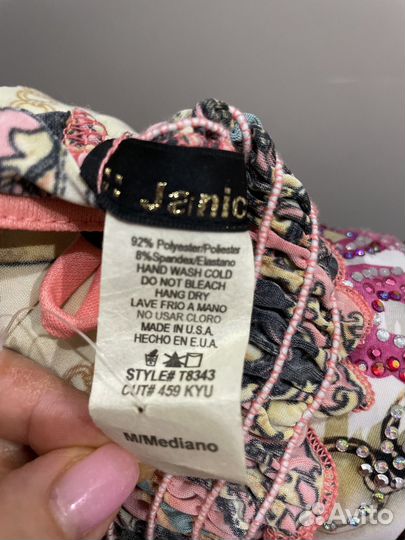 Janic
92% Polyester/Poliester
8% Spandex/Elastano
HAND WASH COLD
DO NOT BLEACH
HANG DRY
LAVE FRIO A MANO
NO USAR CLORO
MADE IN U.S.A.
HECHO EN E.U.A.
STYLE# T8343
CUT# 459 KYU
M/Mediano
Avito